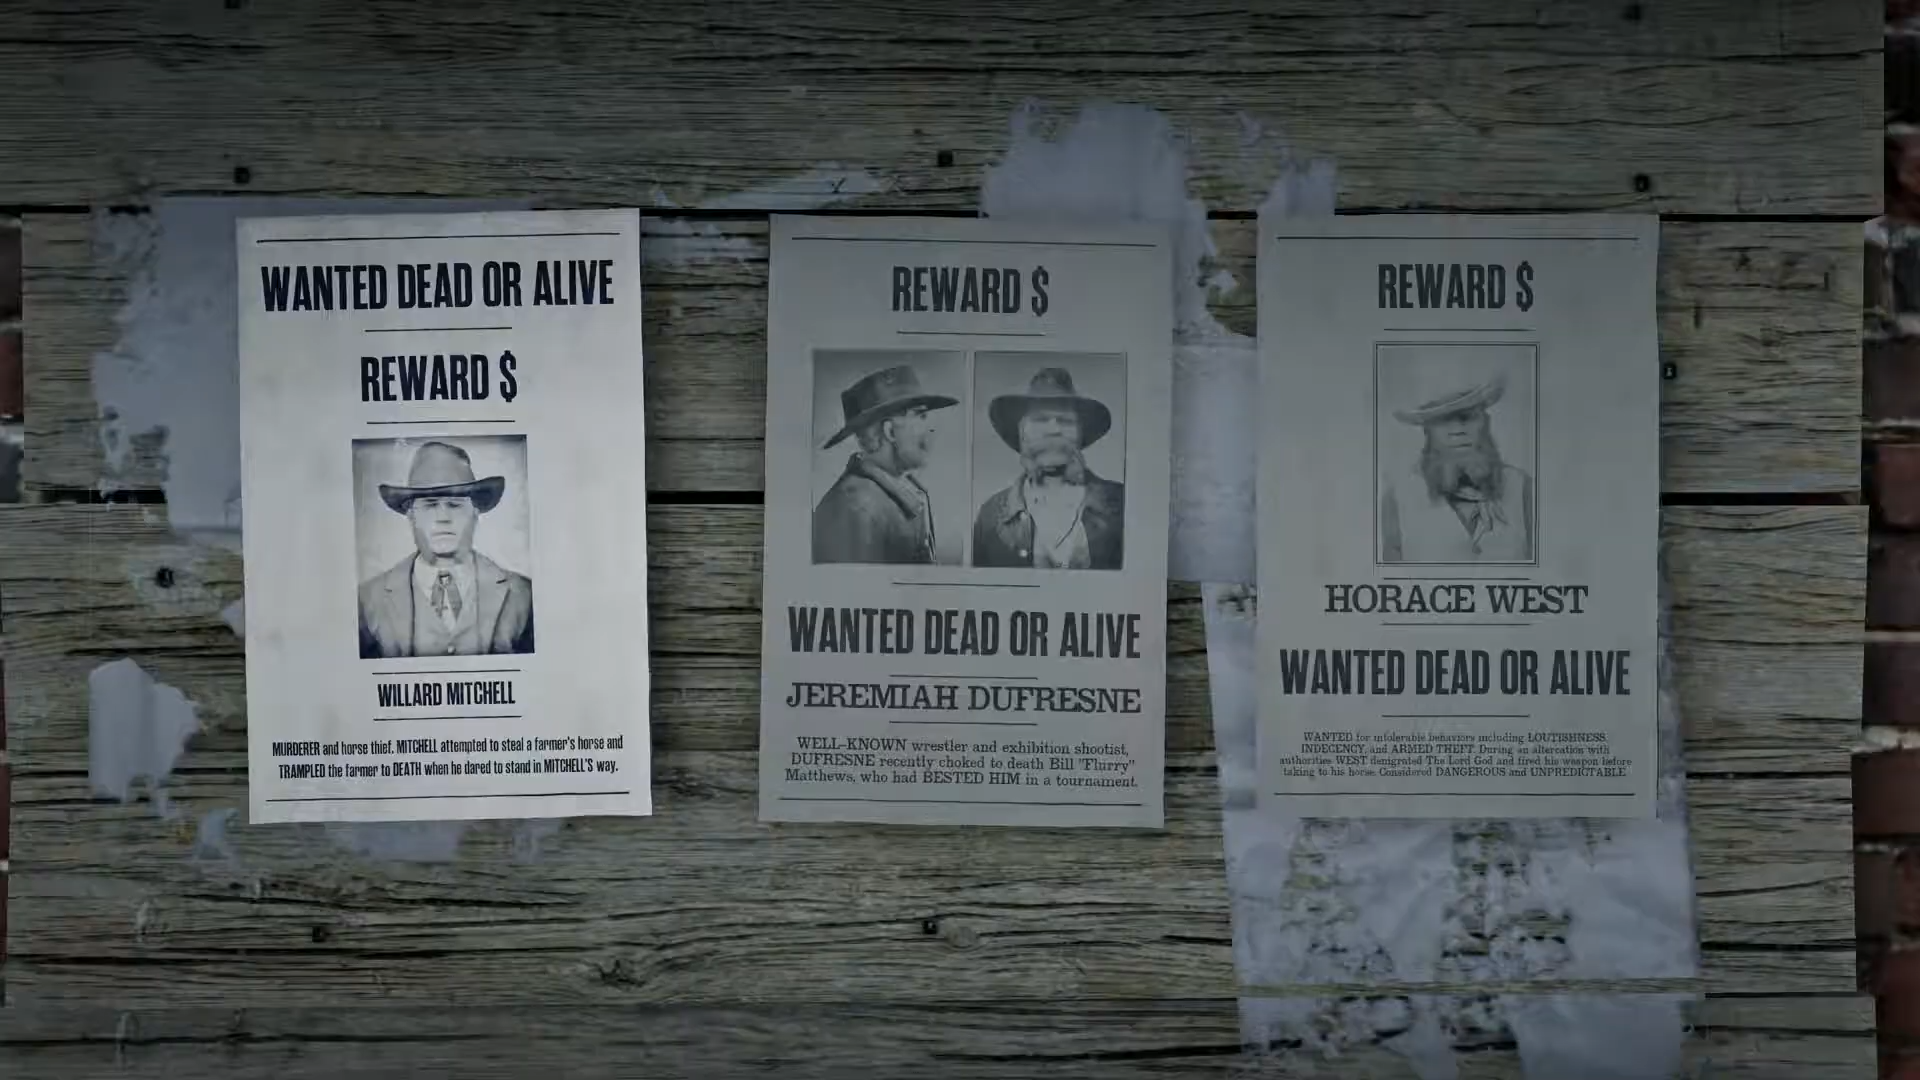 WANTED DEAD OR ALIVE
REWARD $
WILLARD MITCHELL
MURDERER and horse thief, MITCHELL attempted to steal a farmer's horse and
TRAMPLED the farmer to DEATH when he dared to stand in MITCHELL'S way.
REWARD $
WANTED DEAD OR ALIVE
JEREMIAH DUFRESNE
WELL-KNOWN wrestler and exhibition shootist,
DUFRESNE recently choked to death Bill "Flurry"
Matthews, who had BESTED HIM in a tournament.
REWARD $
HORACE WEST
WANTED DEAD OR ALIVE
WANTED for intolerable behaviors including LOUTISHNESS,
INDECENCY, and ARMED THEFT. During an altercation with
authorities WEST denigrated The Lord God and fired his weapon before
taking to his horse. Considered DANGEROUS and UNPREDICTABLE.